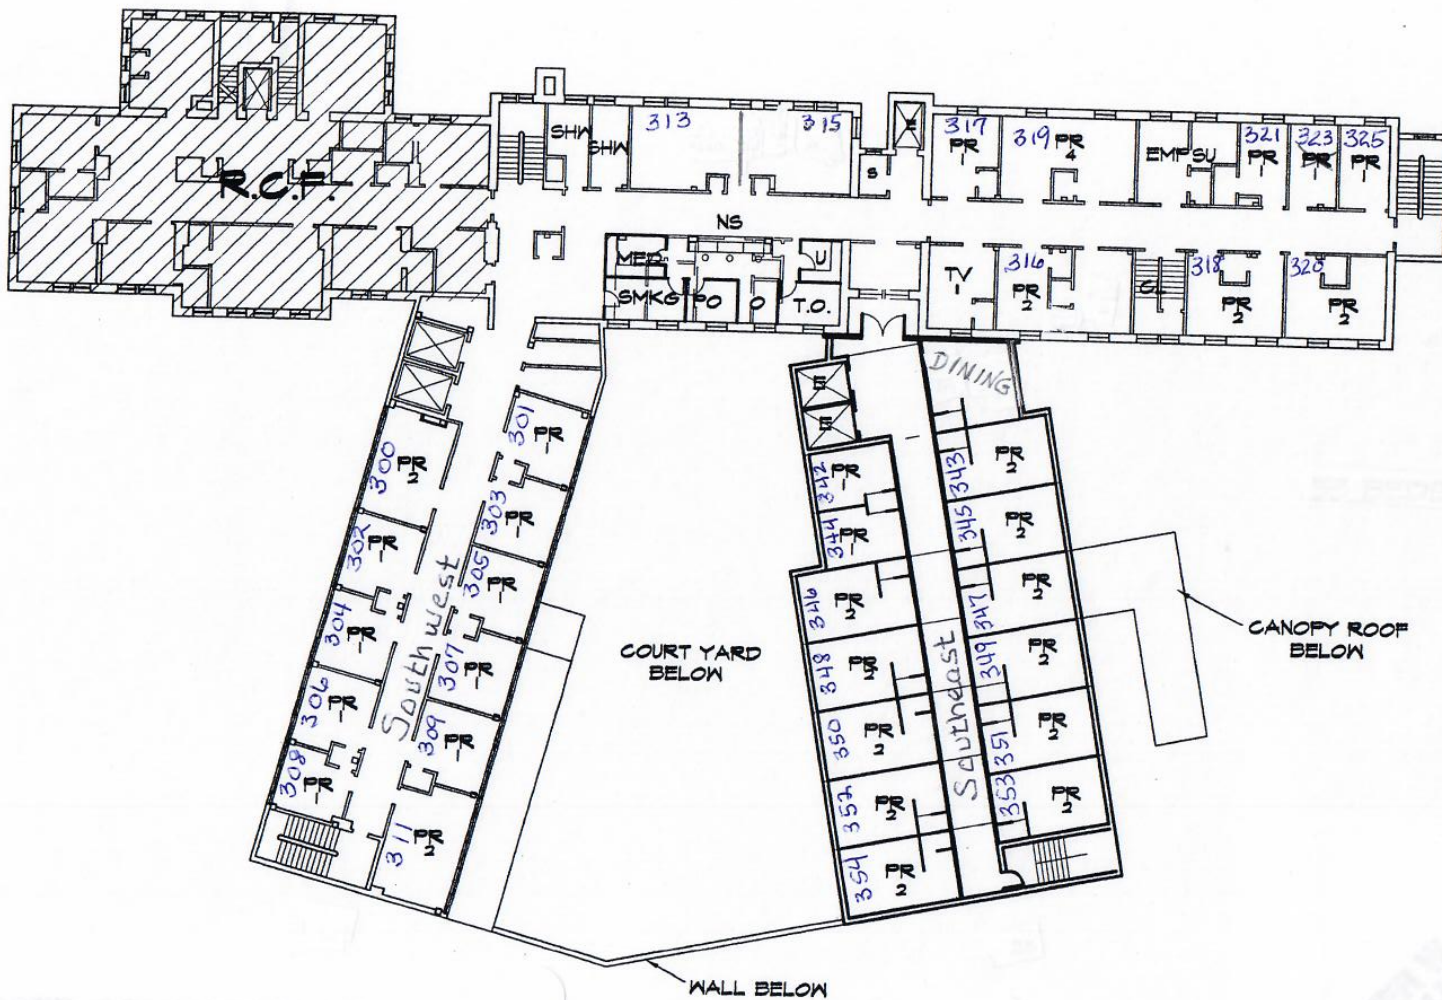 R.C.F.
SHW
SHW
313
315
E
S
317
PR
1
319
PR
4
EMP SU
321
PR
1
323
PR
1
325
PR
1
NS
MED
SMKG
PO
O
U
T.O.
TV
1
316
PR
2
CL
318
PR
2
320
PR
2
DINING
E
E
300
PR
2
301
PR
1
302
PR
1
303
PR
1
304
PR
1
305
PR
1
306
PR
1
307
PR
1
308
PR
1
309
PR
1
311
PR
2
Southwest
COURT YARD
BELOW
342
PR
1
344
PR
1
346
PR
2
348
PR
2
350
PR
2
352
PR
2
354
PR
2
Southeast
343
PR
2
345
PR
2
347
PR
2
349
PR
2
351
PR
2
353
PR
2
CANOPY ROOF
BELOW
WALL BELOW